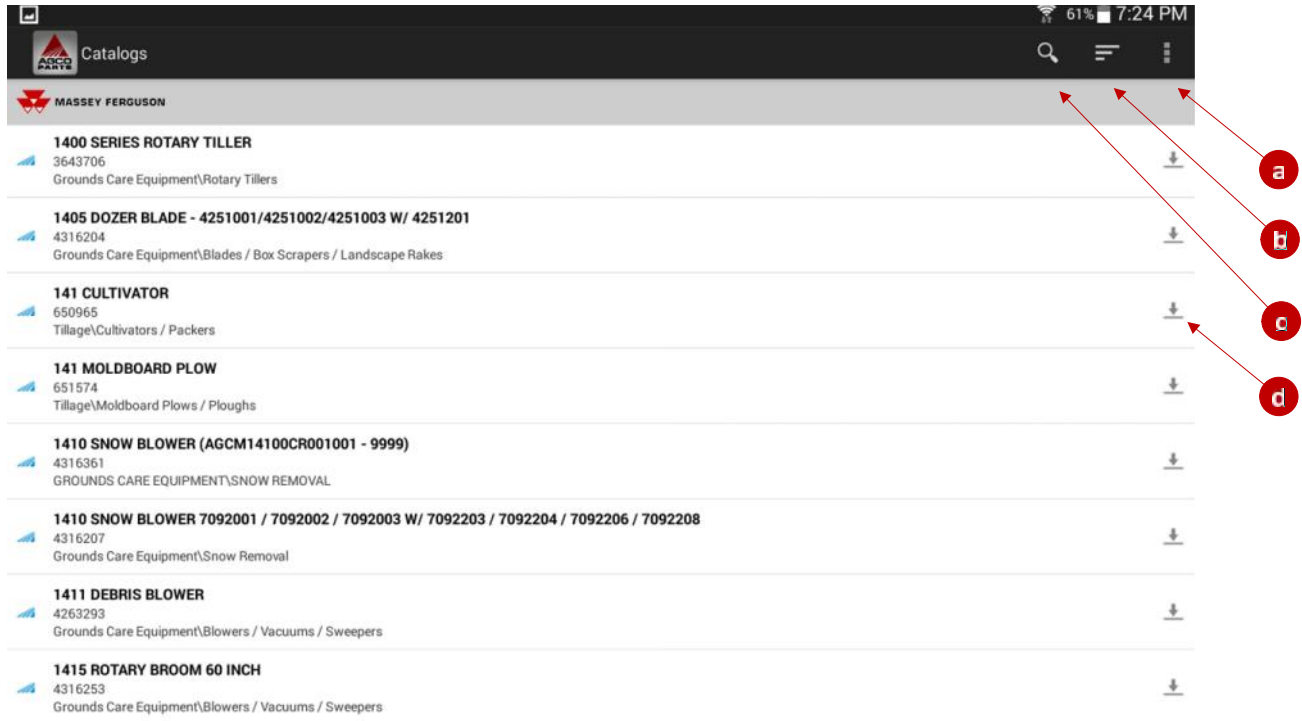 61% 7:24 PM
AGCO PARTS Catalogs
MASSEY FERGUSON
1400 SERIES ROTARY TILLER
3643706
Grounds Care Equipment\Rotary Tillers
a
1405 DOZER BLADE - 4251001/4251002/4251003 W/ 4251201
4316204
Grounds Care Equipment\Blades / Box Scrapers / Landscape Rakes
b
141 CULTIVATOR
650965
Tillage\Cultivators / Packers
c
141 MOLDBOARD PLOW
651574
Tillage\Moldboard Plows / Ploughs
d
1410 SNOW BLOWER (AGCM14100CR001001 - 9999)
4316361
GROUNDS CARE EQUIPMENT\SNOW REMOVAL
1410 SNOW BLOWER 7092001 / 7092002 / 7092003 W/ 7092203 / 7092204 / 7092206 / 7092208
4316207
Grounds Care Equipment\Snow Removal
1411 DEBRIS BLOWER
4263293
Grounds Care Equipment\Blowers / Vacuums / Sweepers
1415 ROTARY BROOM 60 INCH
4316253
Grounds Care Equipment\Blowers / Vacuums / Sweepers